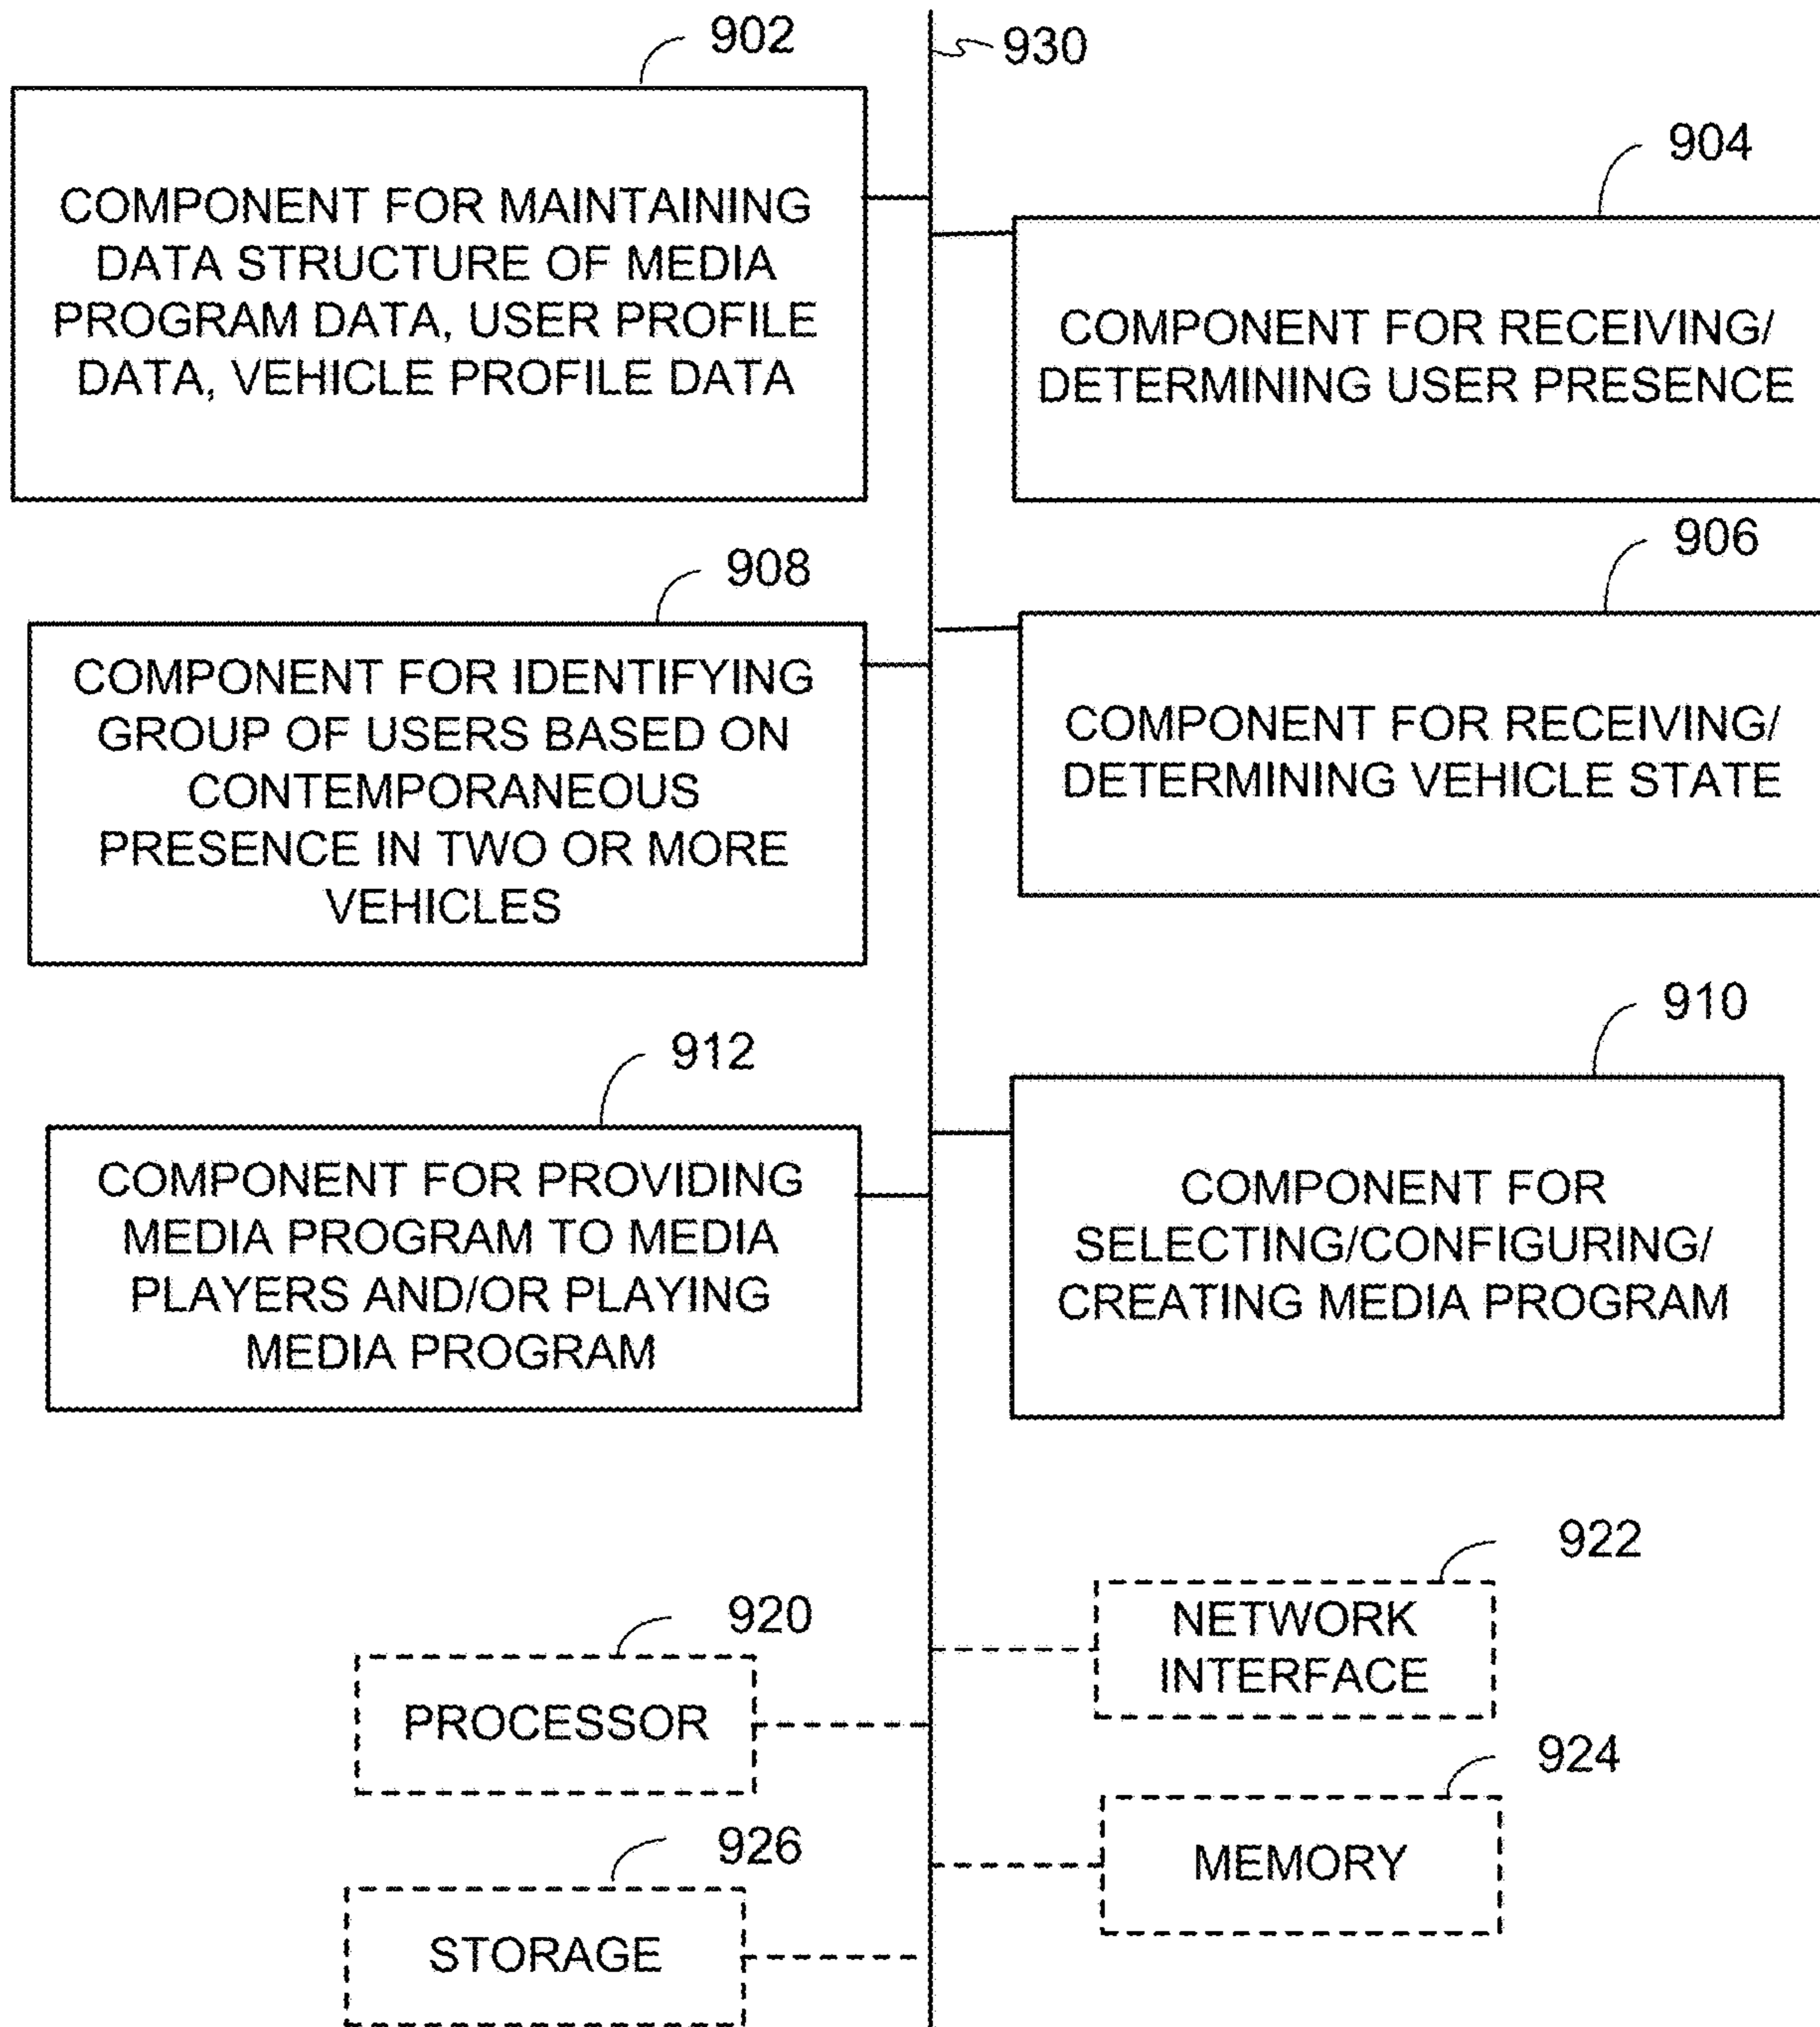 902
930
COMPONENT FOR MAINTAINING
DATA STRUCTURE OF MEDIA
PROGRAM DATA, USER PROFILE
DATA, VEHICLE PROFILE DATA
904
COMPONENT FOR RECEIVING/
DETERMINING USER PRESENCE
908
COMPONENT FOR IDENTIFYING
GROUP OF USERS BASED ON
CONTEMPORANEOUS
PRESENCE IN TWO OR MORE
VEHICLES
906
COMPONENT FOR RECEIVING/
DETERMINING VEHICLE STATE
912
COMPONENT FOR PROVIDING
MEDIA PROGRAM TO MEDIA
PLAYERS AND/OR PLAYING
MEDIA PROGRAM
910
COMPONENT FOR
SELECTING/CONFIGURING/
CREATING MEDIA PROGRAM
920
PROCESSOR
922
NETWORK
INTERFACE
926
STORAGE
924
MEMORY